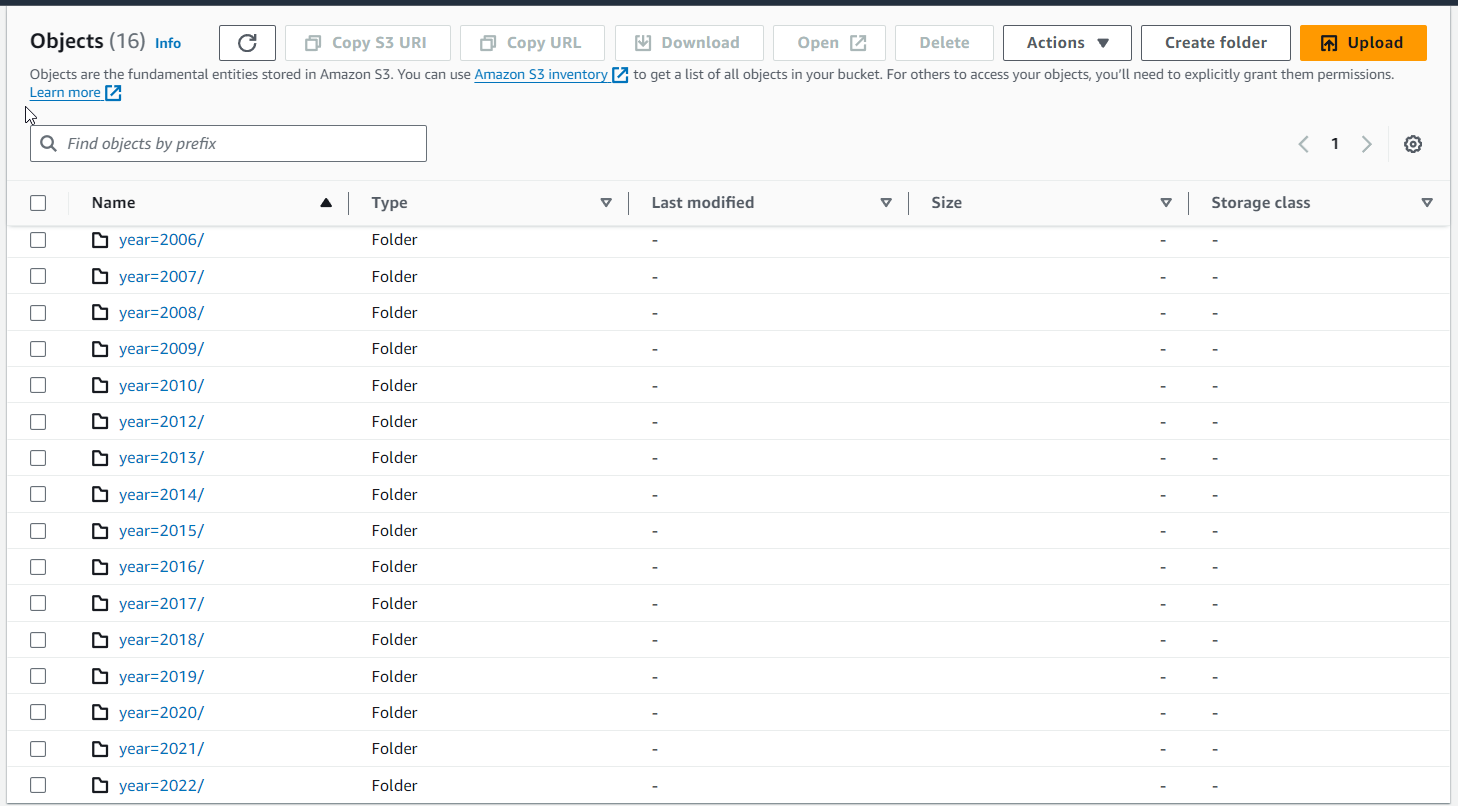 Objects (16) Info Copy S3 URI Copy URL Download Open Delete Actions Create folder Upload
Objects are the fundamental entities stored in Amazon S3. You can use Amazon S3 inventory to get a list of all objects in your bucket. For others to access your objects, you’ll need to explicitly grant them permissions.
Learn more
Find objects by prefix 1
Name Type Last modified Size Storage class
year=2006/ Folder - - -
year=2007/ Folder - - -
year=2008/ Folder - - -
year=2009/ Folder - - -
year=2010/ Folder - - -
year=2012/ Folder - - -
year=2013/ Folder - - -
year=2014/ Folder - - -
year=2015/ Folder - - -
year=2016/ Folder - - -
year=2017/ Folder - - -
year=2018/ Folder - - -
year=2019/ Folder - - -
year=2020/ Folder - - -
year=2021/ Folder - - -
year=2022/ Folder - - -